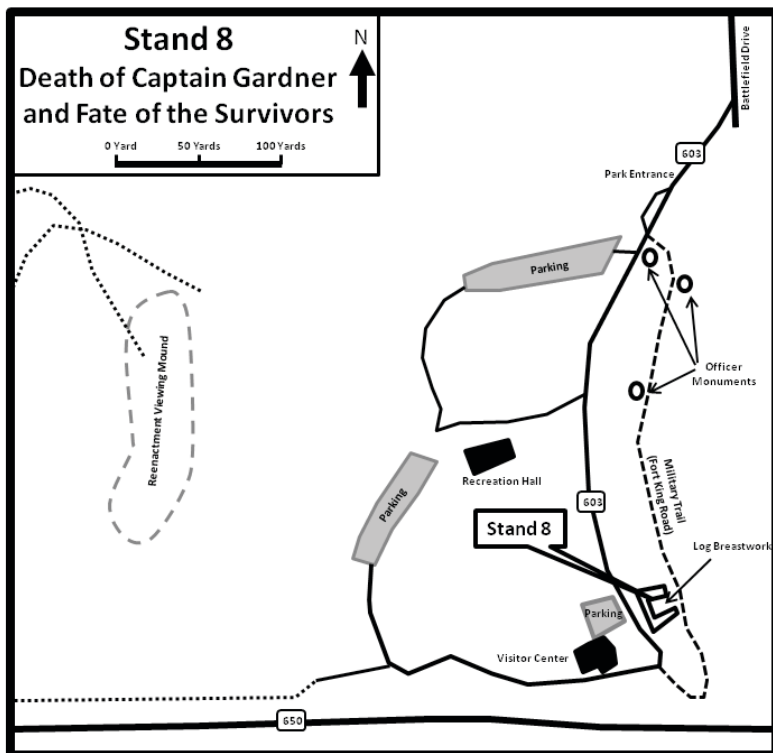 Stand 8
Death of Captain Gardner
and Fate of the Survivors
N
0 Yard
50 Yards
100 Yards
Battlefield Drive
603
Park Entrance
Parking
Officer
Monuments
Reenactment Viewing Mound
Recreation Hall
Parking
603
Military Trail
(Fort King Road)
Stand 8
Log Breastwork
Parking
Visitor Center
650